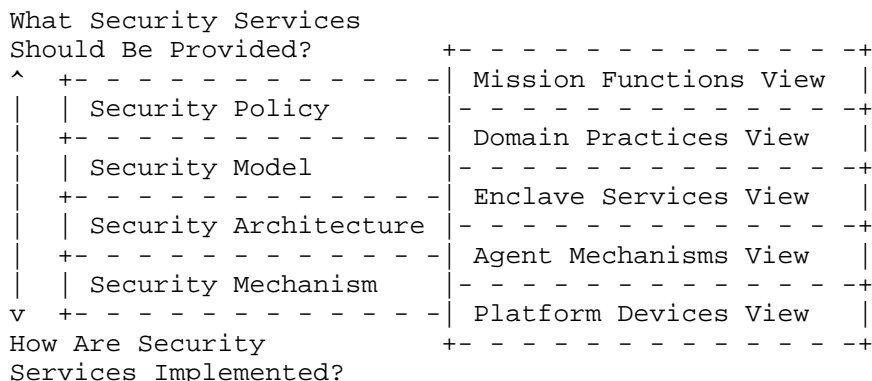 What Security Services
Should Be Provided?        +- - - - - - - - - - - - -+
^  +- - - - - - - - - - - -| Mission Functions View  |
|  | Security Policy       |- - - - - - - - - - - - -+
|  +- - - - - - - - - - - -| Domain Practices View   |
|  | Security Model        |- - - - - - - - - - - - -+
|  +- - - - - - - - - - - -| Enclave Services View   |
|  | Security Architecture |- - - - - - - - - - - - -+
|  +- - - - - - - - - - - -| Agent Mechanisms View   |
|  | Security Mechanism    |- - - - - - - - - - - - -+
v  +- - - - - - - - - - - -| Platform Devices View   |
How Are Security           +- - - - - - - - - - - - -+
Services Implemented?